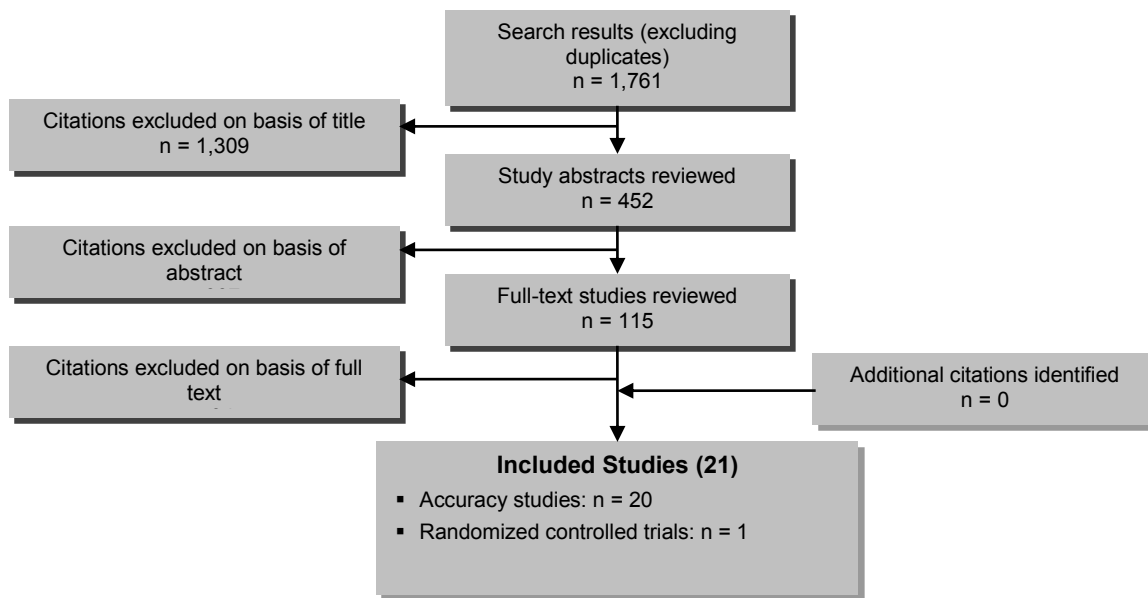 Search results (excluding
duplicates)
n = 1,761
Citations excluded on basis of title
n = 1,309
Study abstracts reviewed
n = 452
Citations excluded on basis of
abstract
Full-text studies reviewed
n = 115
Citations excluded on basis of full
text
Additional citations identified
n = 0
Included Studies (21)
▪ Accuracy studies: n = 20
▪ Randomized controlled trials: n = 1